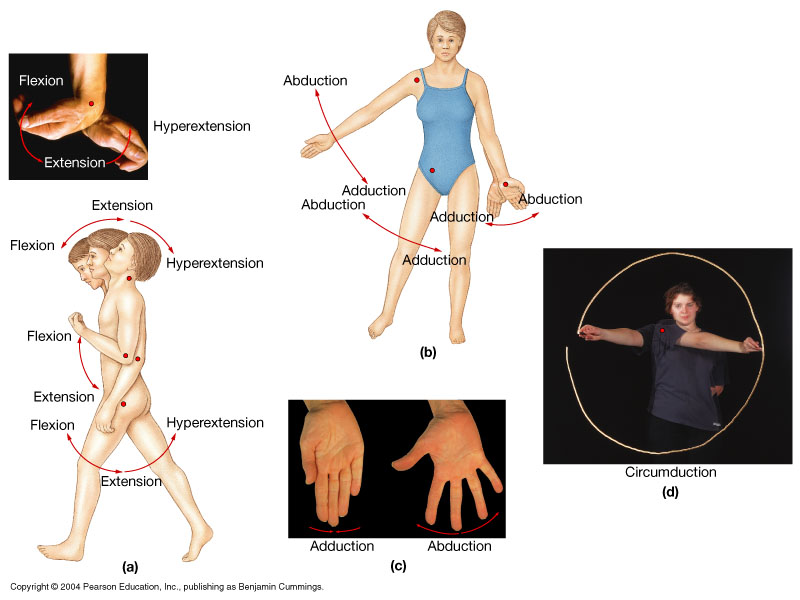 Flexion
Extension
Hyperextension
Extension
Flexion
Hyperextension
Flexion
Extension
Flexion
Hyperextension
Extension
(a)
Abduction
Adduction
Abduction
Adduction
Abduction
Adduction
(b)
Adduction
Abduction
(c)
Circumduction
(d)
Copyright © 2004 Pearson Education, Inc., publishing as Benjamin Cummings.